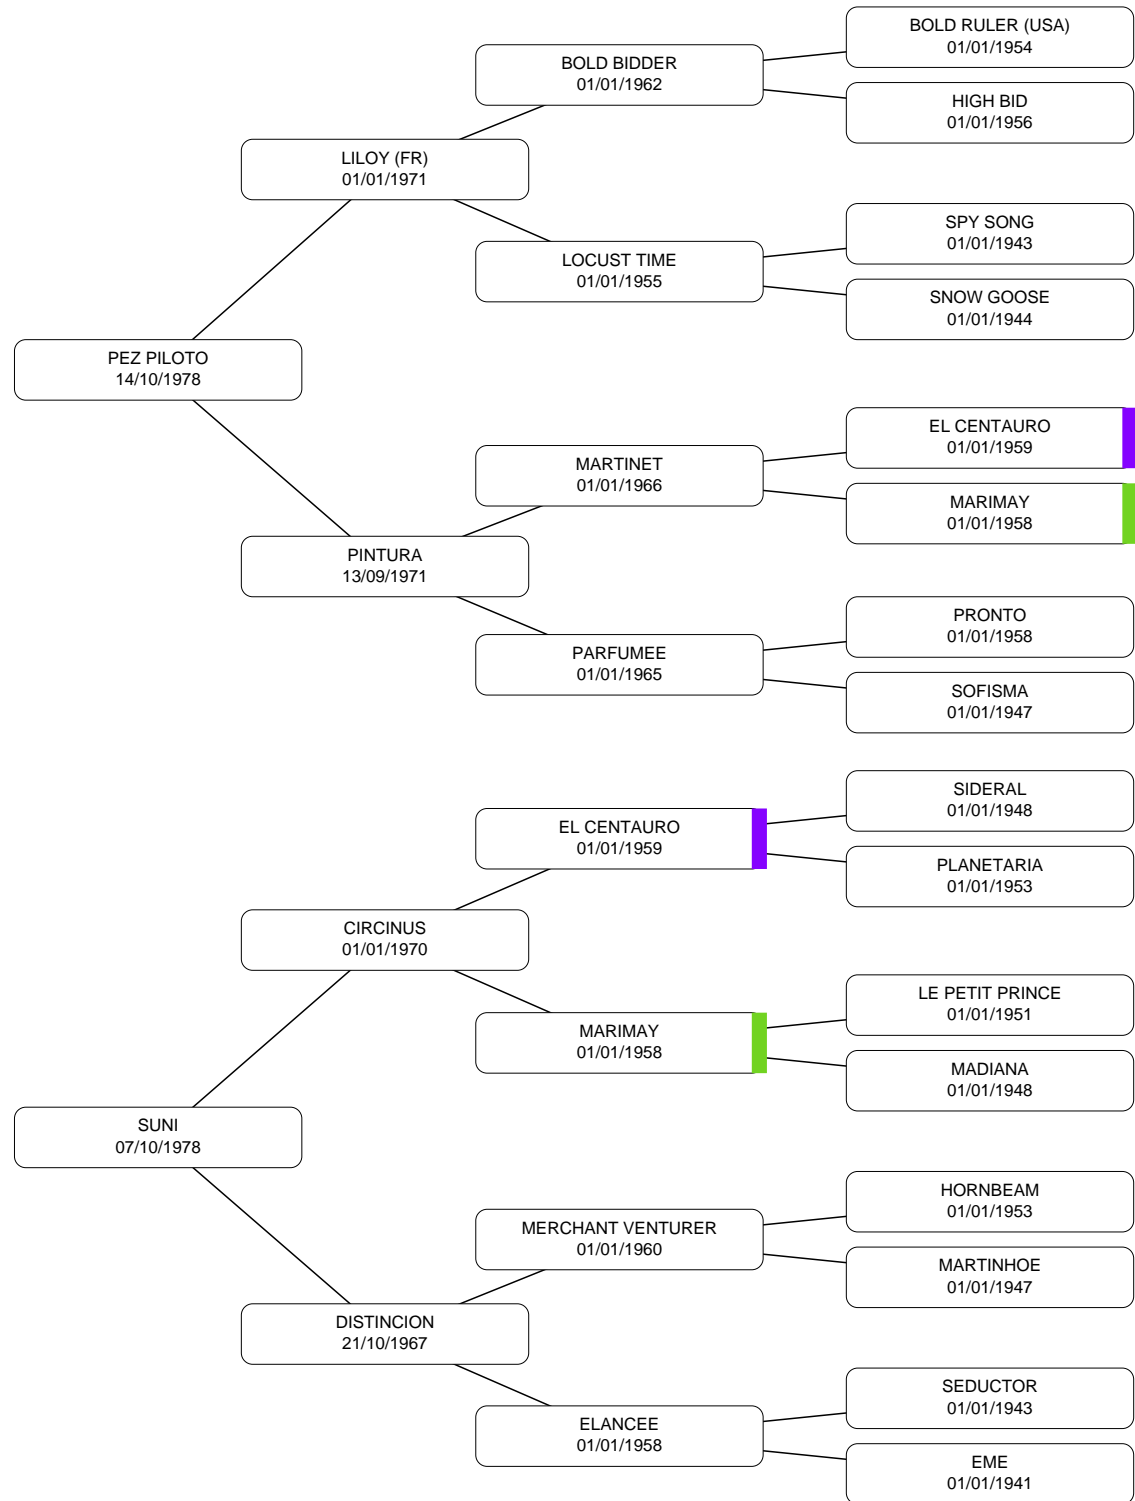 BOLD RULER (USA)
01/01/1954
BOLD BIDDER
01/01/1962
HIGH BID
01/01/1956
LILOY (FR)
01/01/1971
SPY SONG
01/01/1943
LOCUST TIME
01/01/1955
SNOW GOOSE
01/01/1944
PEZ PILOTO
14/10/1978
EL CENTAURO
01/01/1959
MARTINET
01/01/1966
MARIMAY
01/01/1958
PINTURA
13/09/1971
PRONTO
01/01/1958
PARFUMEE
01/01/1965
SOFISMA
01/01/1947
SIDERAL
01/01/1948
EL CENTAURO
01/01/1959
PLANETARIA
01/01/1953
CIRCINUS
01/01/1970
LE PETIT PRINCE
01/01/1951
MARIMAY
01/01/1958
MADIANA
01/01/1948
SUNI
07/10/1978
HORNBEAM
01/01/1953
MERCHANT VENTURER
01/01/1960
MARTINHOE
01/01/1947
DISTINCION
21/10/1967
SEDUCTOR
01/01/1943
ELANCEE
01/01/1958
EME
01/01/1941